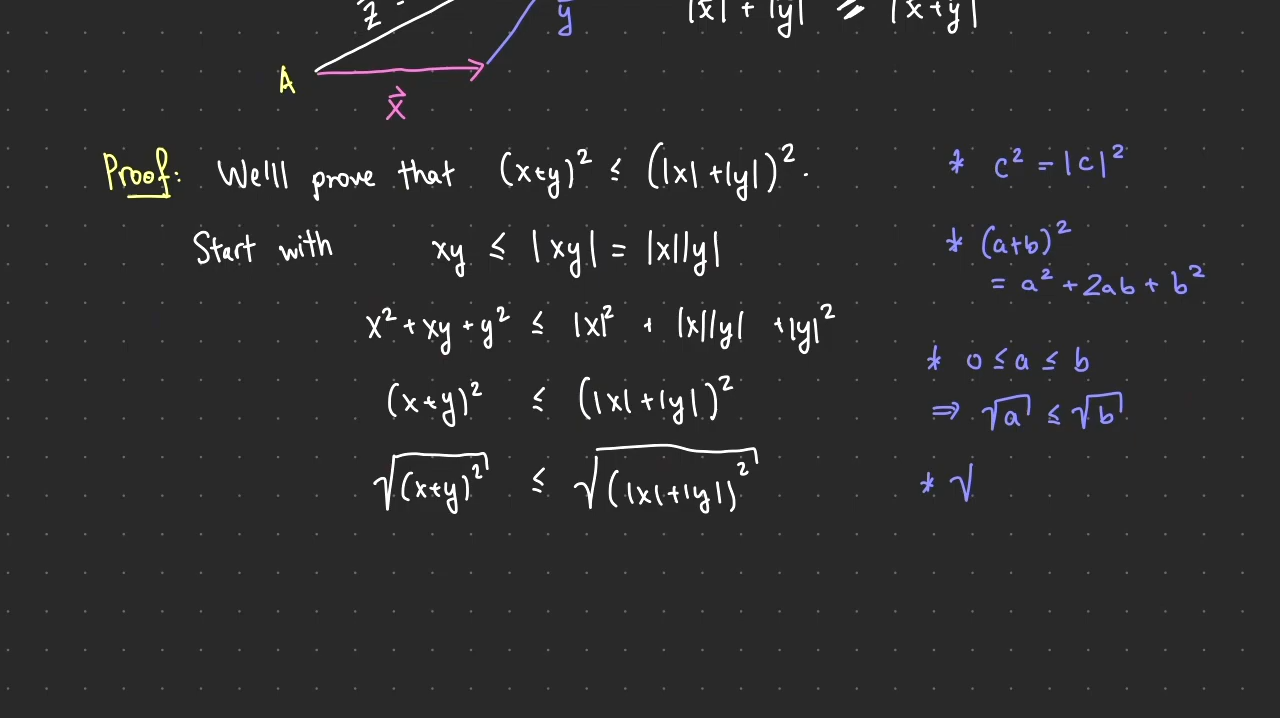 z⃗ y⃗ |x| + |y| ≥ |x+y|
A
x⃗
Proof: We'll prove that (x+y)² ≤ (|x| + |y|)².
* c² = |c|²
Start with xy ≤ |xy| = |x||y|
* (a+b)²
= a² + 2ab + b²
x² + xy + y² ≤ |x|² + |x||y| + |y|²
* 0 ≤ a ≤ b
(x+y)² ≤ (|x| + |y|)²
⇒ √a ≤ √b
√(x+y)² ≤ √(|x|+|y|)²
* √